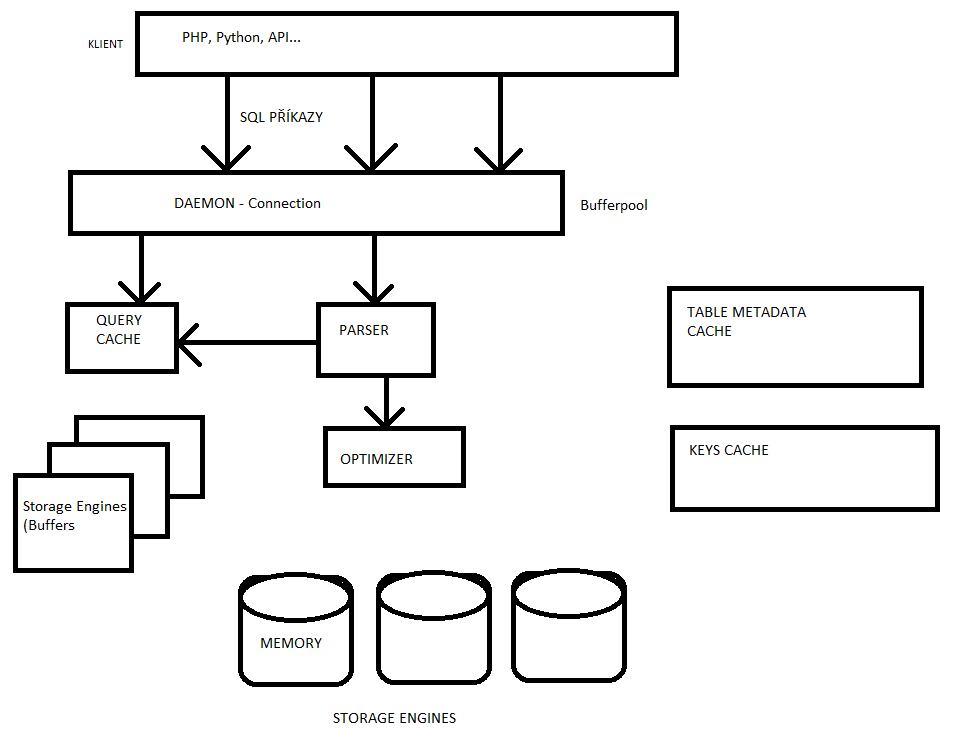 PHP, Python, API...
KLIENT
SQL PŘÍKAZY
DAEMON - Connection
Bufferpool
QUERY
CACHE
PARSER
TABLE METADATA
CACHE
OPTIMIZER
KEYS CACHE
Storage Engines
(Buffers
MEMORY
STORAGE ENGINES